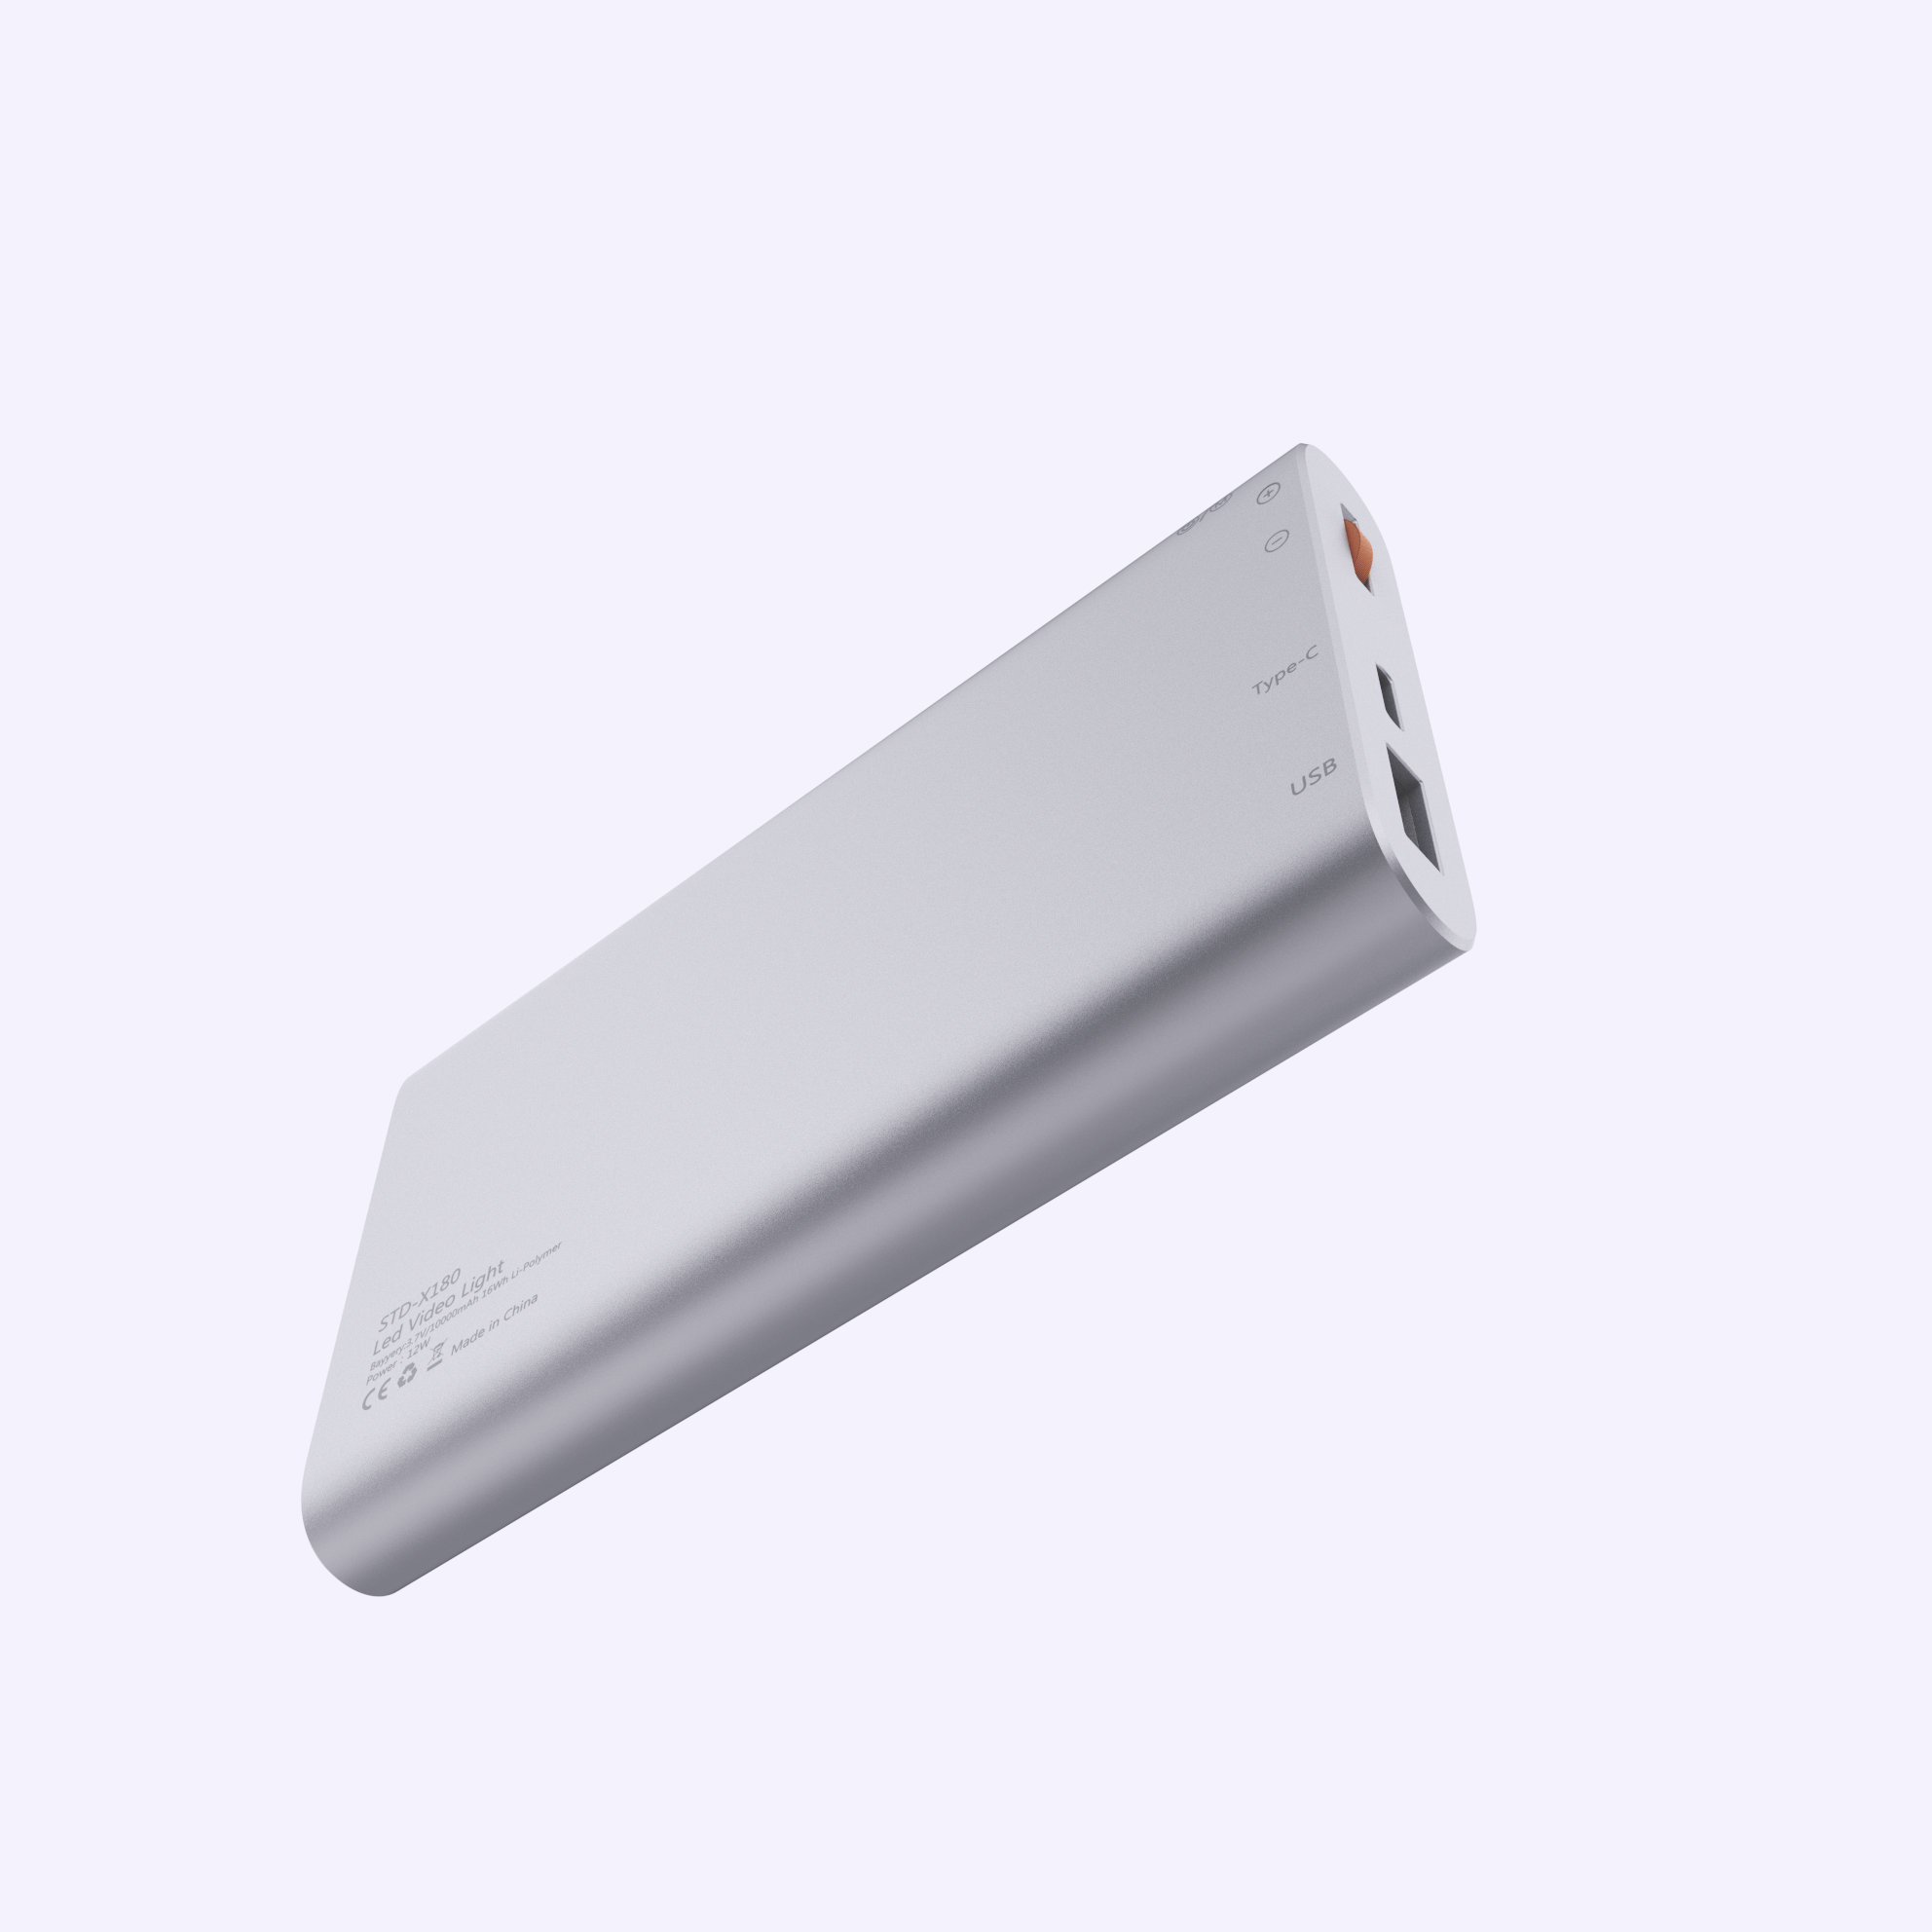 Type-C
USB
STD-X180
Led Video Light
Bayyery:3.7V/10000mAh 16Wh Li-Polymer
Power : 12W
CE Made in China